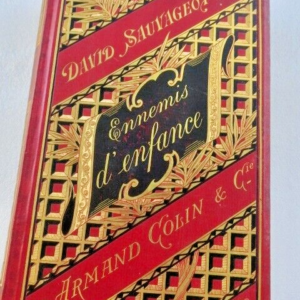 DAVID SAUVAGEOT
Ennemis
d'enfance
ARMAND COLIN & Cie